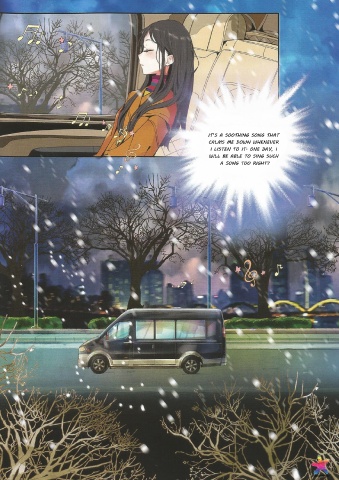 IT'S A SOOTHING SONG THAT
CALMS ME DOWN WHENEVER
I LISTEN TO IT- ONE DAY, I
WILL BE ABLE TO SING SUCH
A SONG TOO RIGHT?